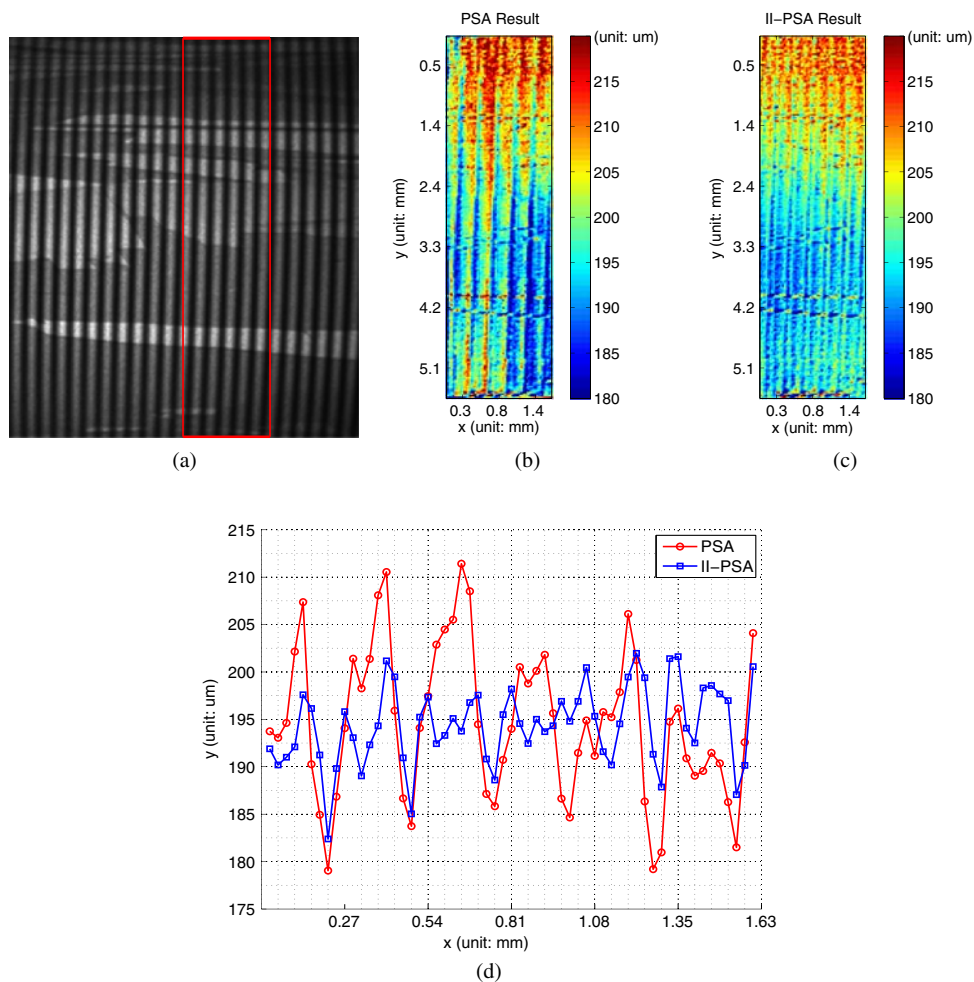 PSA Result
II-PSA Result
(unit: um)
(unit: um)
0.5
1.4
2.4
3.3
4.2
5.1
y (unit: mm)
0.3 0.8 1.4
x (unit: mm)
215
210
205
200
195
190
185
180
0.5
1.4
2.4
3.3
4.2
5.1
y (unit: mm)
0.3 0.8 1.4
x (unit: mm)
215
210
205
200
195
190
185
180
(a)
(b)
(c)
215
210
205
200
195
190
185
180
175
y (unit: um)
PSA
II-PSA
0.27 0.54 0.81 1.08 1.35 1.63
x (unit: mm)
(d)